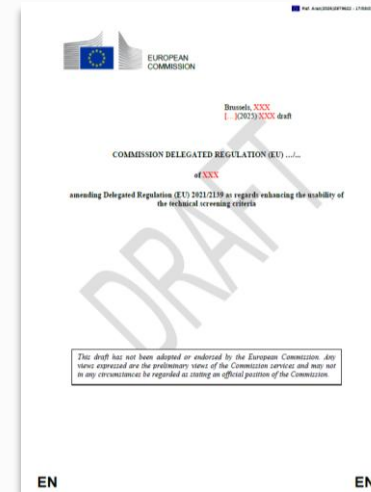 EUROPEAN
COMMISSION
Brussels, XXX
[…](2025) XXX draft
COMMISSION DELEGATED REGULATION (EU) …/...
of XXX
amending Delegated Regulation (EU) 2021/2139 as regards enhancing the usability of
the technical screening criteria
DRAFT
This draft has not been adopted or endorsed by the European Commission. Any
views expressed are the preliminary views of the Commission services and may not
in any circumstances be regarded as stating an official position of the Commission.
EN
EN